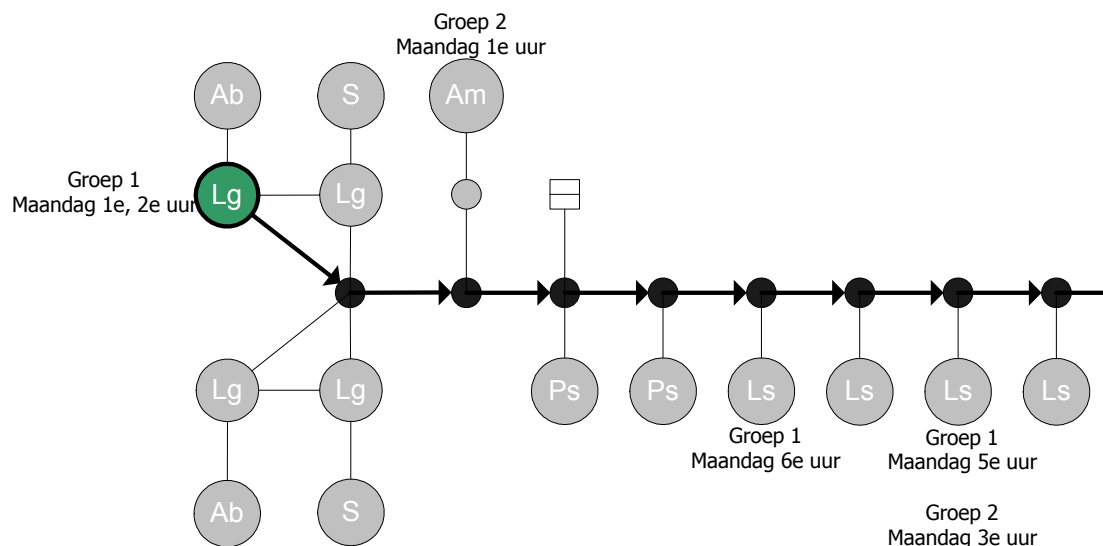 Groep 2
Maandag 1e uur
Ab
S
Am
Groep 1
Maandag 1e, 2e uur
Lg
Lg
Lg
Lg
Ps
Ps
Ls
Ls
Ls
Ls
Groep 1
Maandag 6e uur
Groep 1
Maandag 5e uur
Ab
S
Groep 2
Maandag 3e uur